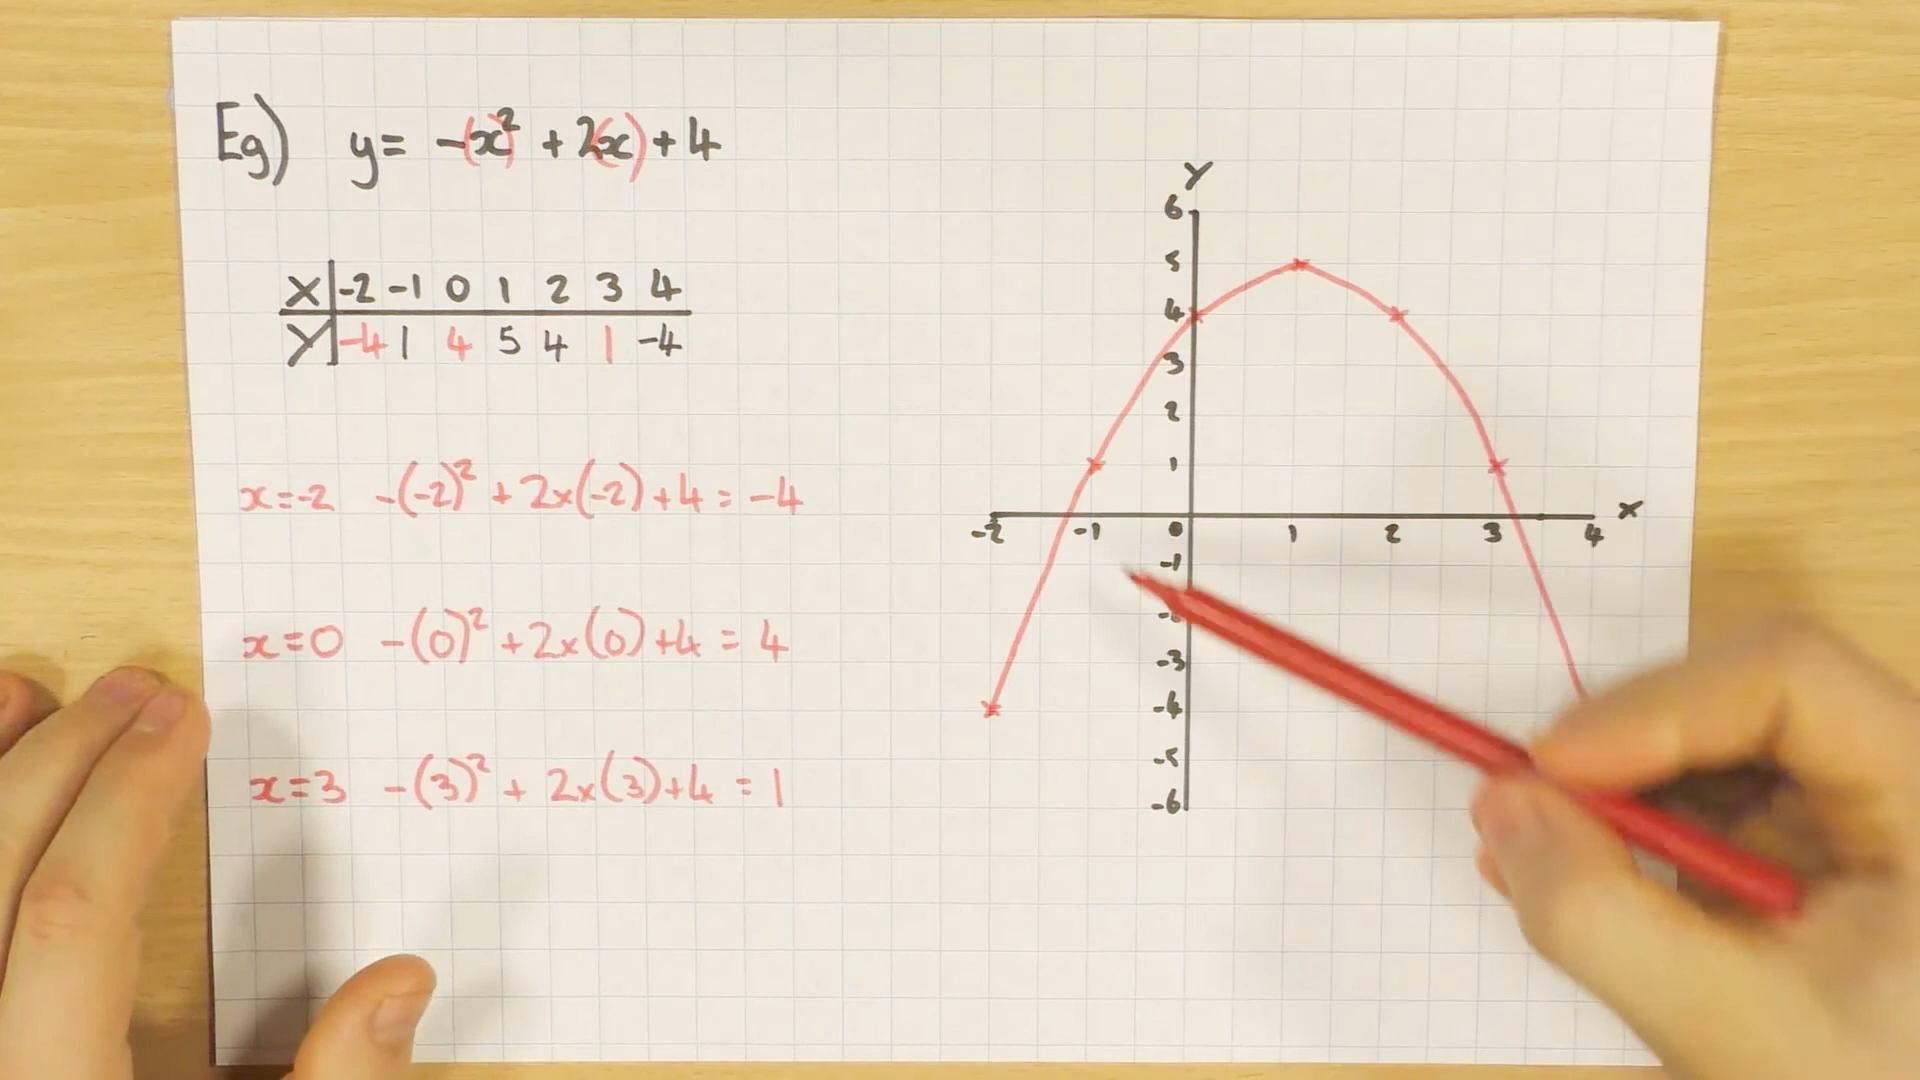 Eg) y= -(x)² + 2(x) + 4
X -2 -1 0 1 2 3 4
Y -4 1 4 5 4 1 -4
x=-2 -(-2)² + 2x(-2) +4 = -4
x=0 -(0)² + 2x(0) +4 = 4
x=3 -(3)² + 2x(3)+4 = 1
Y
6
5
4
3
2
1
x
-2 -1 0 1 2 3 4
-1
-3
-4
-5
-6